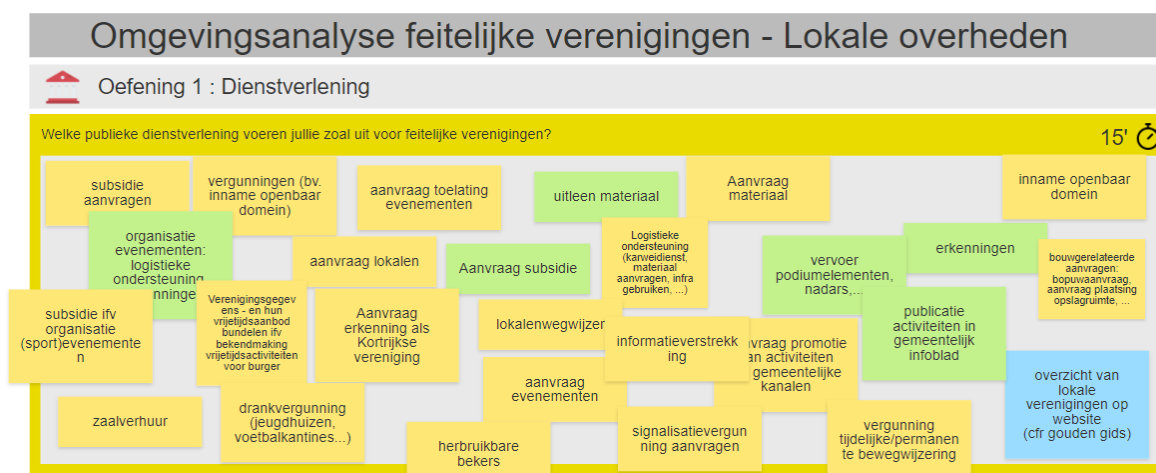 Omgevingsanalyse feitelijke verenigingen - Lokale overheden
Oefening 1 : Dienstverlening
Welke publieke dienstverlening voeren jullie zoal uit voor feitelijke verenigingen?
15'
subsidie
aanvragen
vergunningen (bv.
inname openbaar
domein)
aanvraag toelating
evenementen
uitleen materiaal
Aanvraag
materiaal
inname openbaar
domein
organisatie
evenementen:
logistieke
ondersteuning
aanvraag lokalen
Aanvraag subsidie
Logistieke
ondersteuning
(karweidienst,
materiaal
aanvragen, infra
gebruiken, ...)
vervoer
podiumelementen,
nadars,...
erkenningen
bouwgerelateerde
aanvragen:
bopuwaanvraag,
aanvraag plaatsing
opslagruimte, ...
subsidie ifv
organisatie
(sport)evenemente
n
Verenigingsgegev
ens - en hun
vrijetijdsaanbod
bundelen ifv
bekendmaking
vrijetijdsactiviteiten
voor burger
Aanvraag
erkenning als
Kortrijkse
vereniging
lokalenwegwijzer
informatieverstrekk
ing
promotie
activiteiten
gemeentelijke
kanalen
publicatie
activiteiten in
gemeentelijk
infoblad
overzicht van
lokale
verenigingen op
website
(cfr gouden gids)
zaalverhuur
drankvergunning
(jeugdhuizen,
voetbalkantines...)
aanvraag
evenementen
herbruikbare
bekers
signalisatievergun
ning aanvragen
vergunning
tijdelijke/permanen
te bewegwijzering